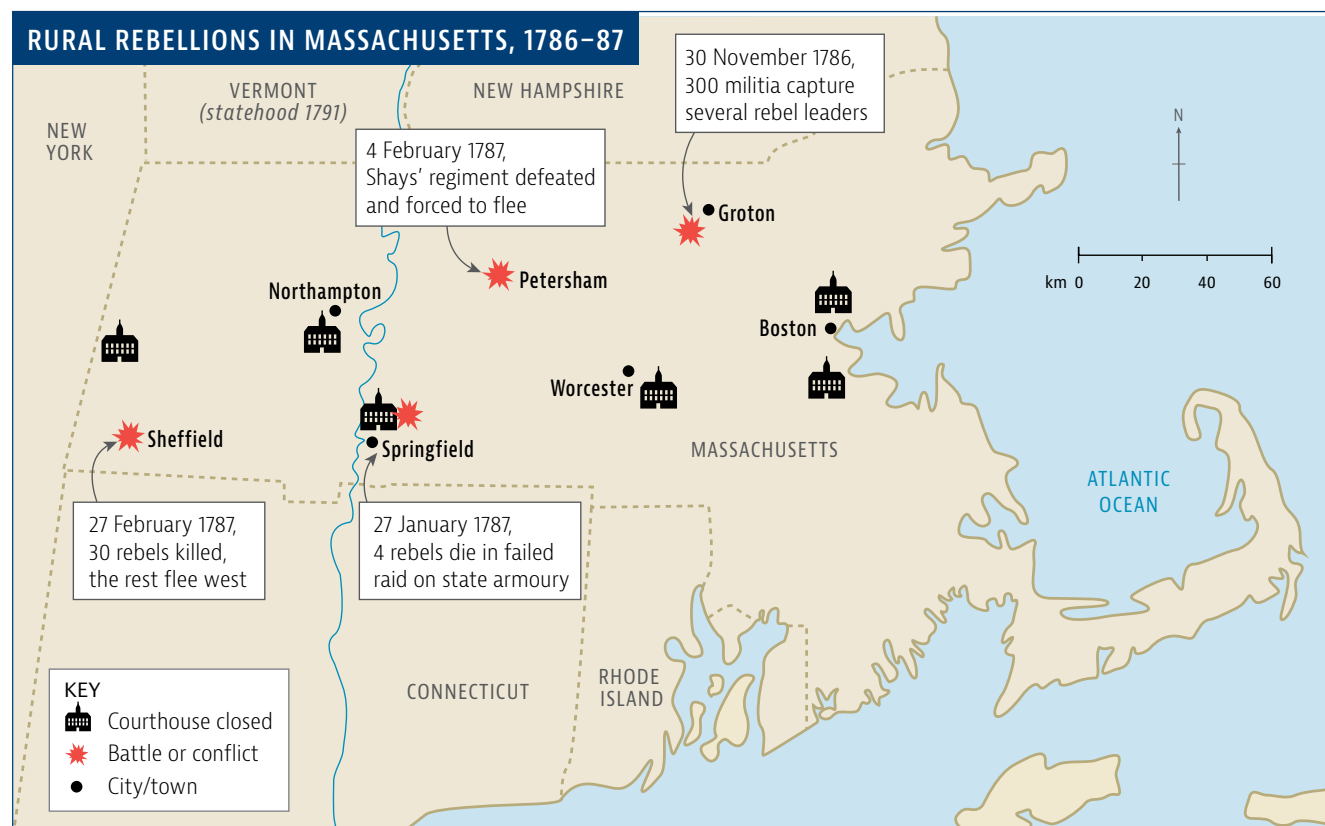 RURAL REBELLIONS IN MASSACHUSETTS, 1786–87
VERMONT
(statehood 1791)
NEW HAMPSHIRE
NEW
YORK
30 November 1786,
300 militia capture
several rebel leaders
N
4 February 1787,
Shays' regiment defeated
and forced to flee
Groton
km 0 20 40 60
Petersham
Northampton
Boston
Worcester
Sheffield
Springfield
MASSACHUSETTS
ATLANTIC
OCEAN
27 February 1787,
30 rebels killed,
the rest flee west
27 January 1787,
4 rebels die in failed
raid on state armoury
CONNECTICUT
RHODE
ISLAND
KEY
Courthouse closed
Battle or conflict
City/town